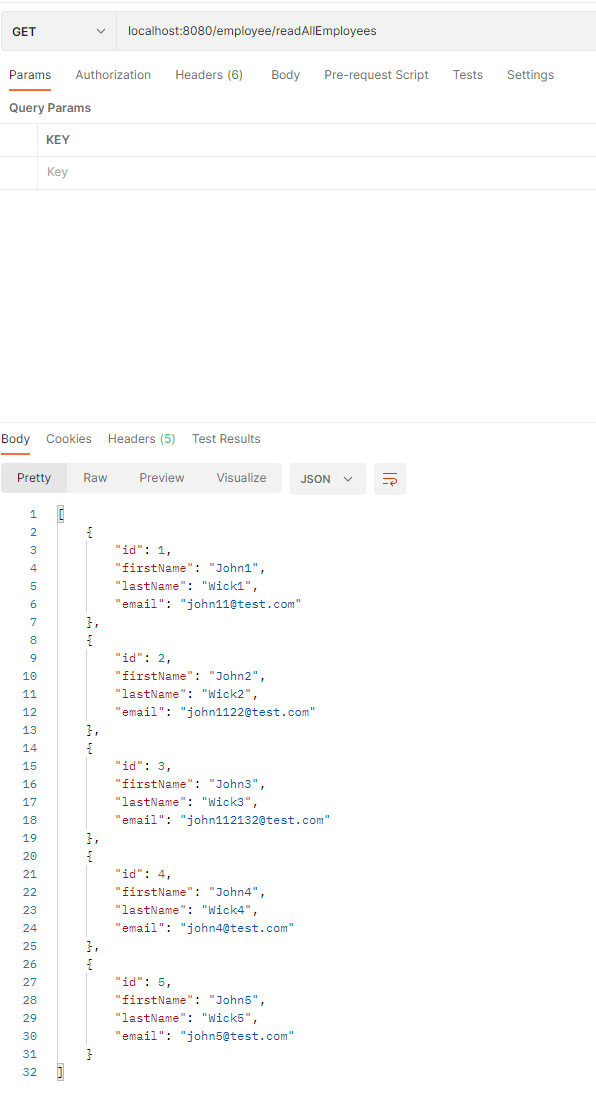 GET localhost:8080/employee/readAllEmployees
Params Authorization Headers (6) Body Pre-request Script Tests Settings
Query Params
KEY
Key
Body Cookies Headers (5) Test Results
Pretty Raw Preview Visualize JSON
1 [
2 {
3 "id": 1,
4 "firstName": "John1",
5 "lastName": "Wick1",
6 "email": "john11@test.com"
7 },
8 {
9 "id": 2,
10 "firstName": "John2",
11 "lastName": "Wick2",
12 "email": "john1122@test.com"
13 },
14 {
15 "id": 3,
16 "firstName": "John3",
17 "lastName": "Wick3",
18 "email": "john112132@test.com"
19 },
20 {
21 "id": 4,
22 "firstName": "John4",
23 "lastName": "Wick4",
24 "email": "john4@test.com"
25 },
26 {
27 "id": 5,
28 "firstName": "John5",
29 "lastName": "Wick5",
30 "email": "john5@test.com"
31 }
32 ]